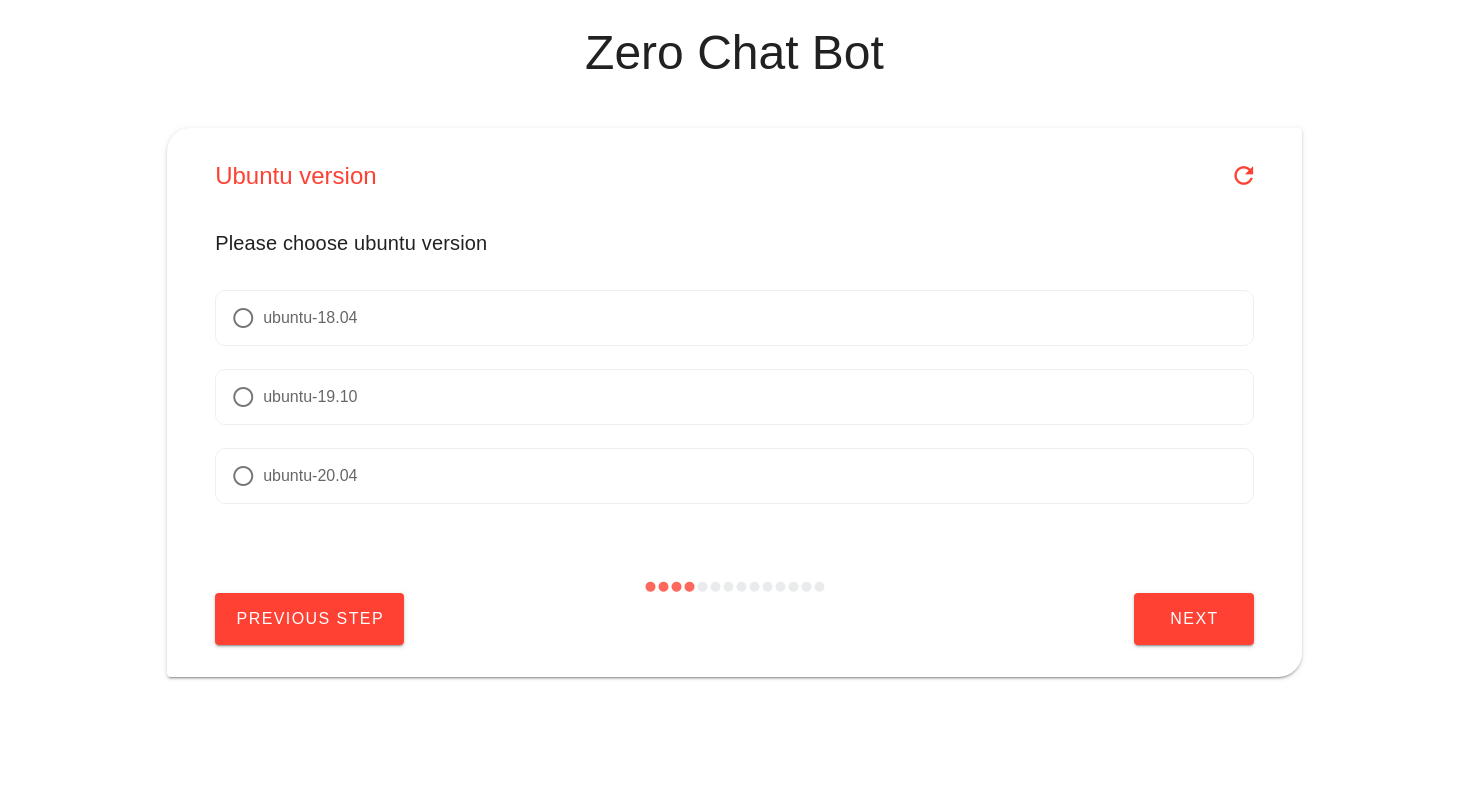 Zero Chat Bot
Ubuntu version
Please choose ubuntu version
ubuntu-18.04
ubuntu-19.10
ubuntu-20.04
PREVIOUS STEP
NEXT